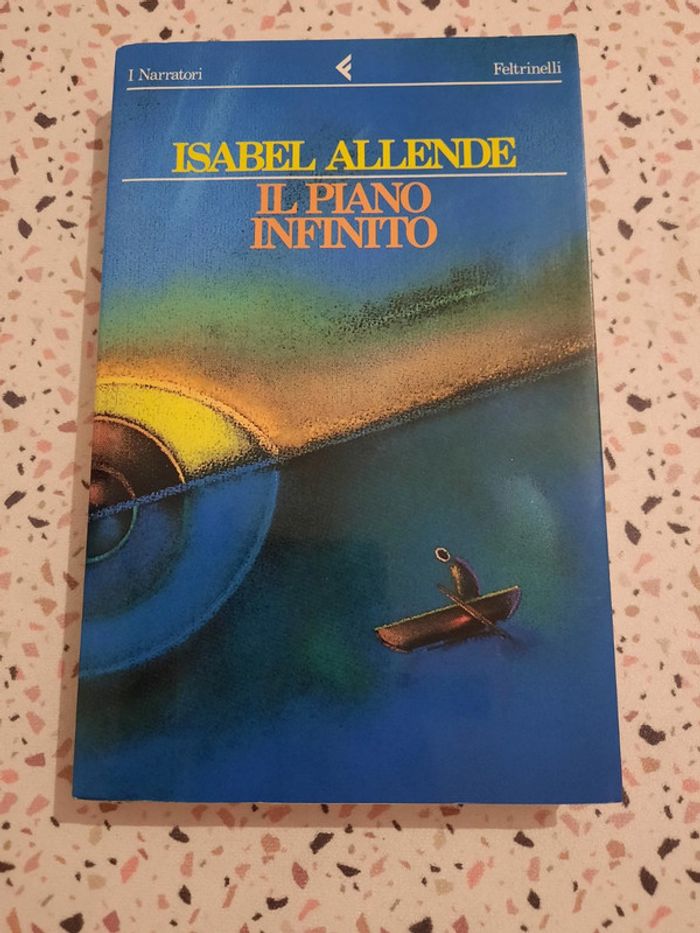 I Narratori
Feltrinelli
ISABEL ALLENDE
IL PIANO
INFINITO